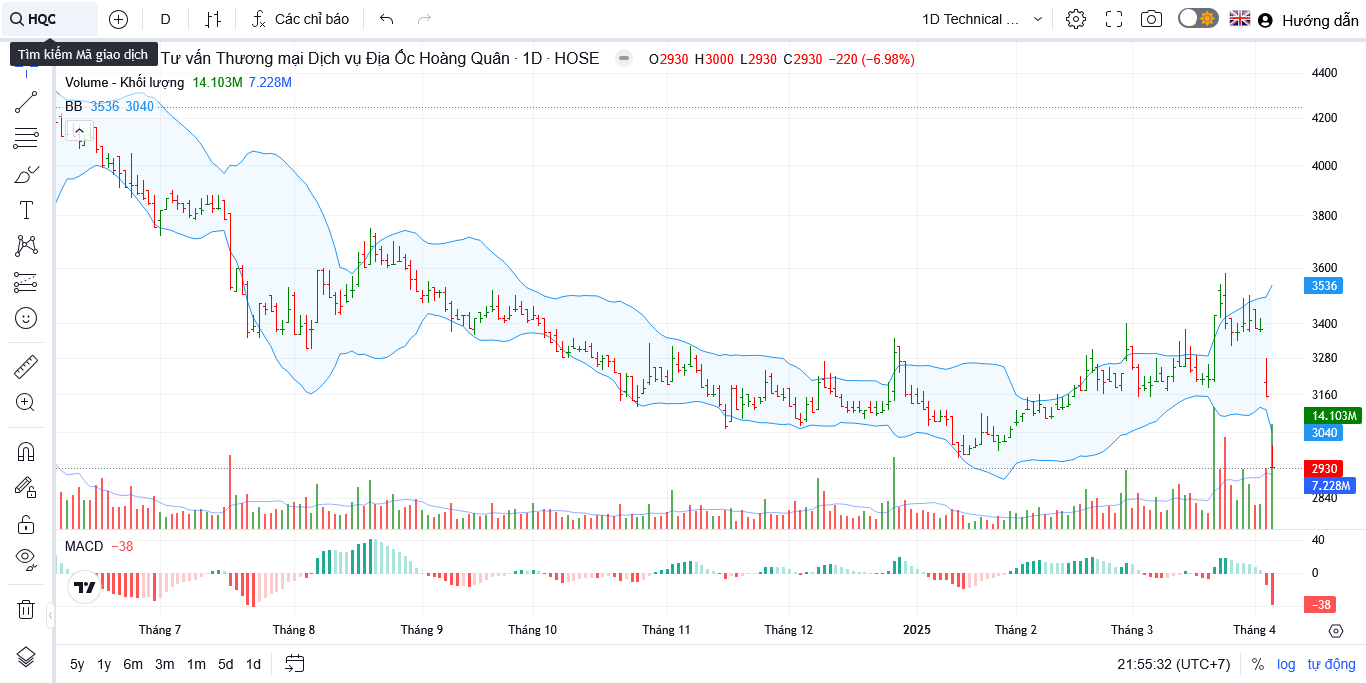 HQC
D
Các chỉ báo
1D Technical ...
Hướng dẫn
Tìm kiếm Mã giao dịch
Tư vấn Thương mại Dịch vụ Địa Ốc Hoàng Quân · 1D · HOSE
O2930 H3000 L2930 C2930 −220 (−6.98%)
Volume - Khối lượng 14.103M 7.228M
BB 3536 3040
4400
4200
4000
3800
3600
3536
3400
3280
3160
14.103M
3040
2930
7.228M
2840
MACD −38
40
0
−38
Tháng 7
Tháng 8
Tháng 9
Tháng 10
Tháng 11
Tháng 12
2025
Tháng 2
Tháng 3
Tháng 4
5y 1y 6m 3m 1m 5d 1d
21:55:32 (UTC+7)
%
log
tự động